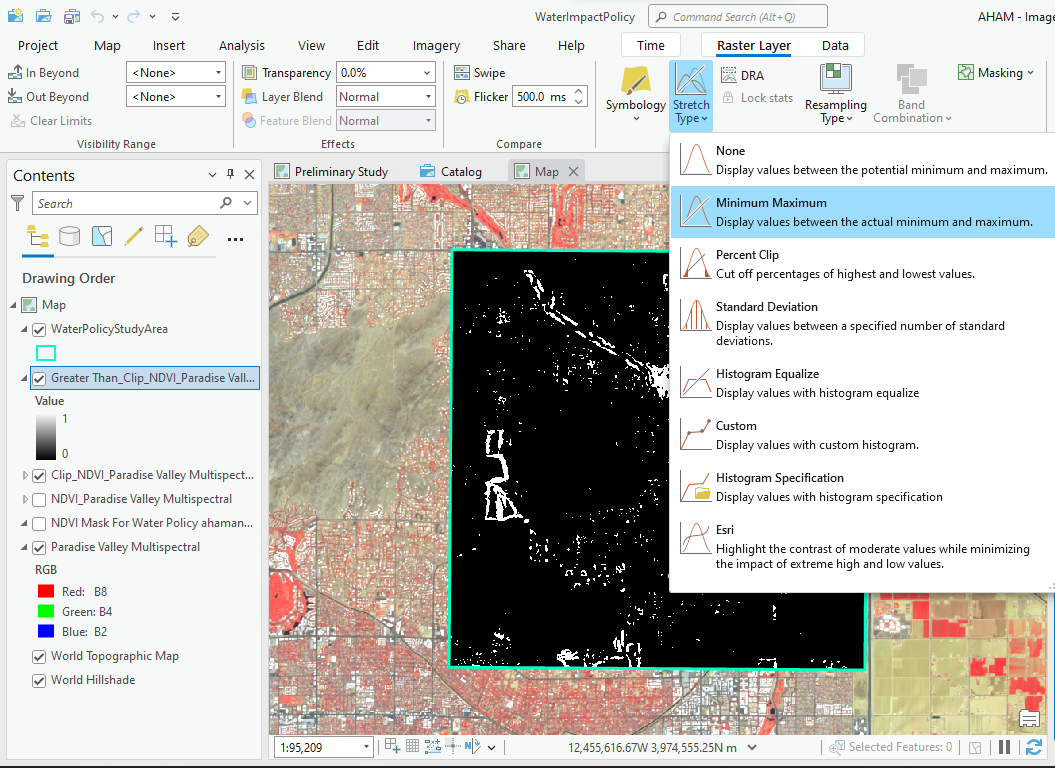 WaterImpactPolicy
Command Search (Alt+Q)
AHAM - Image
Project
Map
Insert
Analysis
View
Edit
Imagery
Share
Help
Time
Raster Layer
Data
In Beyond
<None>
Out Beyond
<None>
Clear Limits
Visibility Range
Transparency
0.0%
Layer Blend
Normal
Feature Blend
Normal
Effects
Swipe
Flicker
500.0 ms
Compare
Symbology
Stretch
Type
DRA
Lock stats
Resampling
Type
Band
Combination
Masking
None
Display values between the potential minimum and maximum.
Minimum Maximum
Display values between the actual minimum and maximum.
Percent Clip
Cut off percentages of highest and lowest values.
Standard Deviation
Display values between a specified number of standard
deviations.
Histogram Equalize
Display values with histogram equalize
Custom
Display values with custom histogram.
Histogram Specification
Display values with histogram specification
Esri
Highlight the contrast of moderate values while minimizing
the impact of extreme high and low values.
Contents
Search
Drawing Order
Map
WaterPolicyStudyArea
Greater Than_Clip_NDVI_Paradise Vall...
Value
1
0
Clip_NDVI_Paradise Valley Multispect...
NDVI_Paradise Valley Multispectral
NDVI Mask For Water Policy ahaman...
Paradise Valley Multispectral
RGB
Red: B8
Green: B4
Blue: B2
World Topographic Map
World Hillshade
Preliminary Study
Catalog
Map
1:95,209
12,455,616.67W 3,974,555.25N m
Selected Features: 0